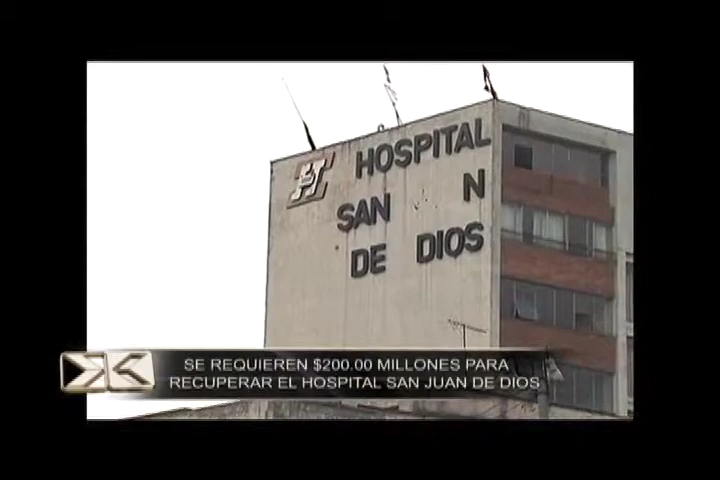 HOSPITAL
SAN N
DE DIOS
SE REQUIEREN $200.00 MILLONES PARA
RECUPERAR EL HOSPITAL SAN JUAN DE DIOS